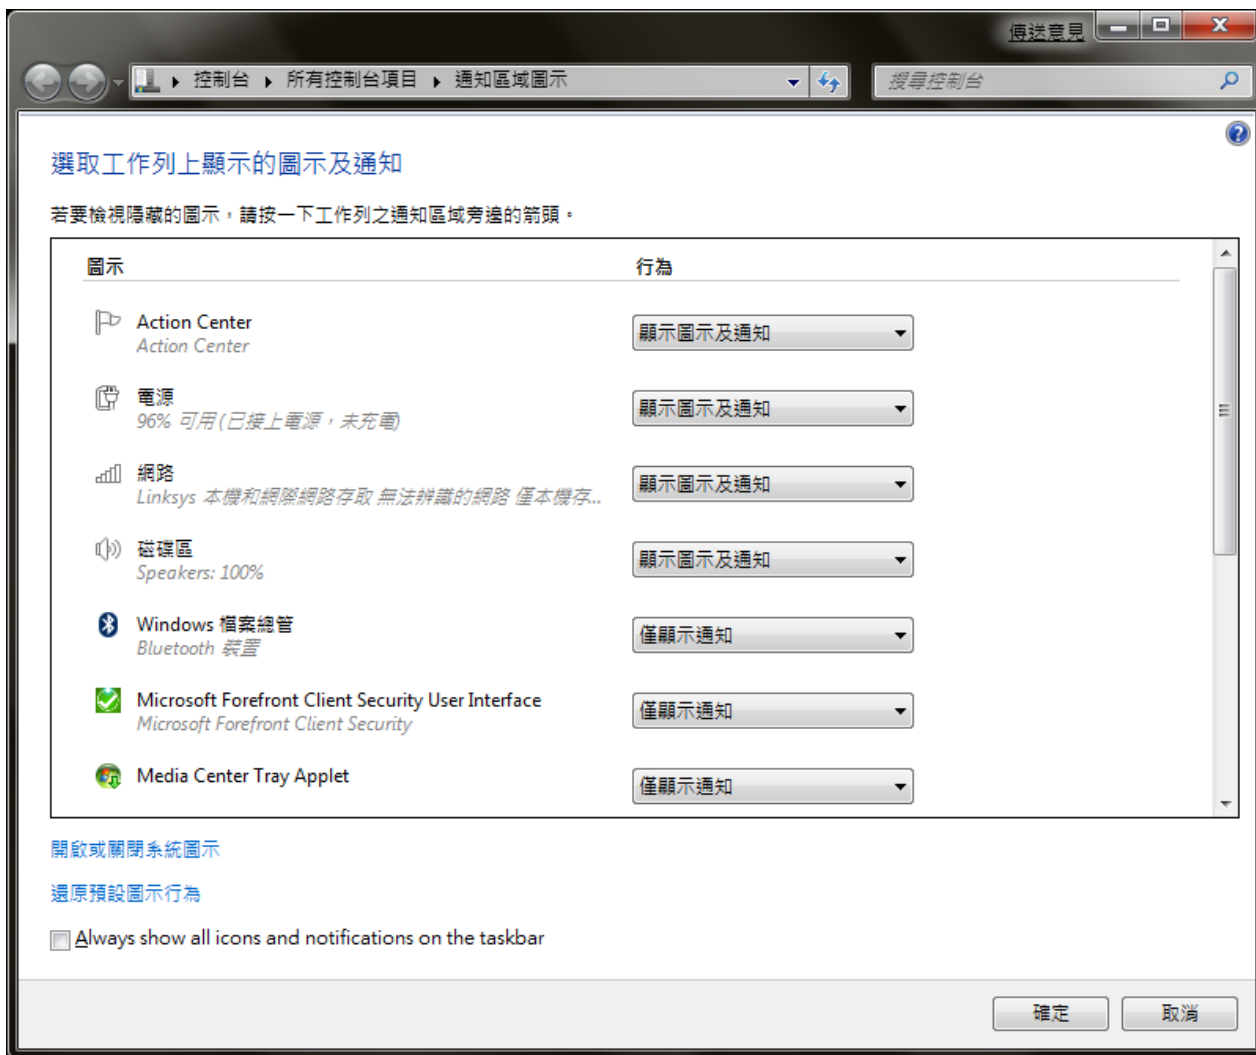 傳送意見
控制台 ▸ 所有控制台項目 ▸ 通知區域圖示
搜尋控制台
選取工作列上顯示的圖示及通知
若要檢視隱藏的圖示，請按一下工作列之通知區域旁邊的箭頭。
圖示 行為
Action Center
Action Center
顯示圖示及通知
電源
96% 可用 (已接上電源，未充電)
顯示圖示及通知
網路
Linksys 本機和網際網路存取 無法辨識的網路 僅本機存...
顯示圖示及通知
磁碟區
Speakers: 100%
顯示圖示及通知
Windows 檔案總管
Bluetooth 裝置
僅顯示通知
Microsoft Forefront Client Security User Interface
Microsoft Forefront Client Security
僅顯示通知
Media Center Tray Applet
僅顯示通知
開啟或關閉系統圖示
還原預設圖示行為
Always show all icons and notifications on the taskbar
確定 取消